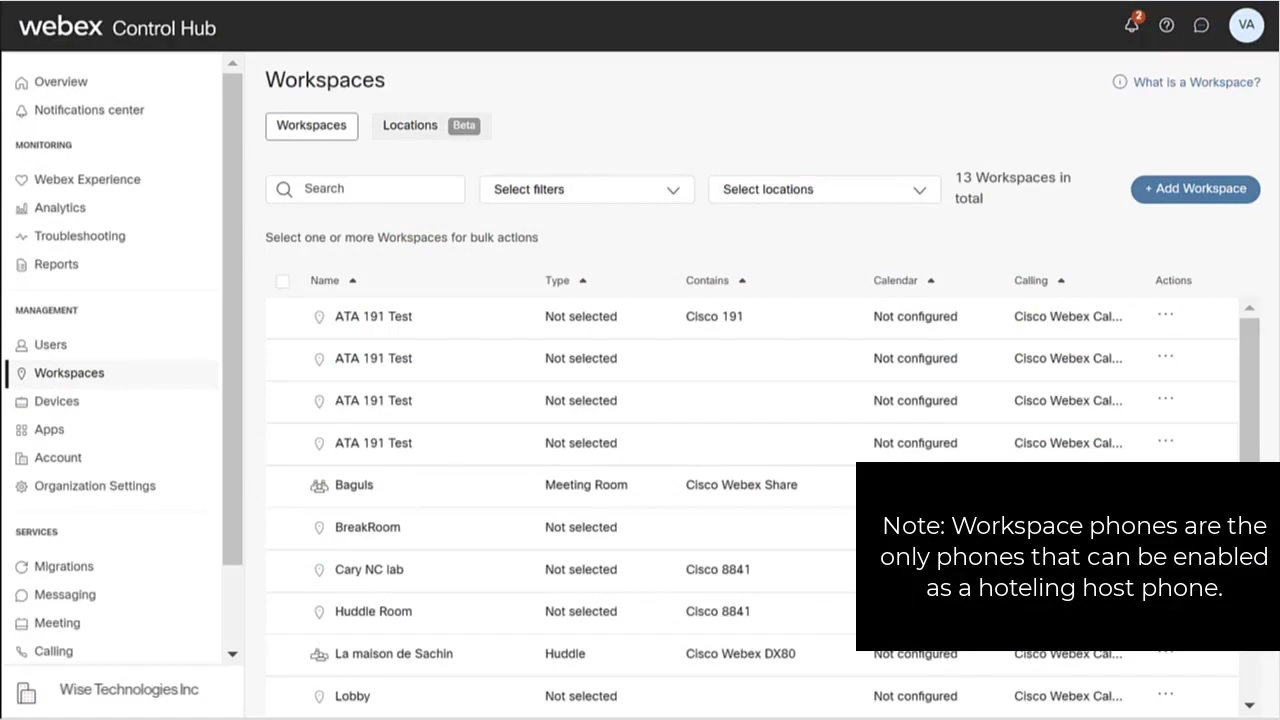 webex Control Hub
2
VA
Overview
Notifications center
MONITORING
Webex Experience
Analytics
Troubleshooting
Reports
MANAGEMENT
Users
Workspaces
Devices
Apps
Account
Organization Settings
SERVICES
Migrations
Messaging
Meeting
Calling
Wise Technologies Inc
Workspaces
What is a Workspace?
Workspaces Locations Beta
Search Select filters Select locations 13 Workspaces in
total
+ Add Workspace
Select one or more Workspaces for bulk actions
Name Type Contains Calendar Calling Actions
ATA 191 Test Not selected Cisco 191 Not configured Cisco Webex Cal... ...
ATA 191 Test Not selected Not configured Cisco Webex Cal... ...
ATA 191 Test Not selected Not configured Cisco Webex Cal... ...
ATA 191 Test Not selected Not configured Cisco Webex Cal... ...
Baguls Meeting Room Cisco Webex Share
BreakRoom Not selected
Cary NC lab Not selected Cisco 8841
Huddle Room Not selected Cisco 8841
La maison de Sachin Huddle Cisco Webex DX80 Not configured Cisco Webex Cal...
Lobby Not selected Not configured Cisco Webex Cal... ...
Note: Workspace phones are the
only phones that can be enabled
as a hoteling host phone.